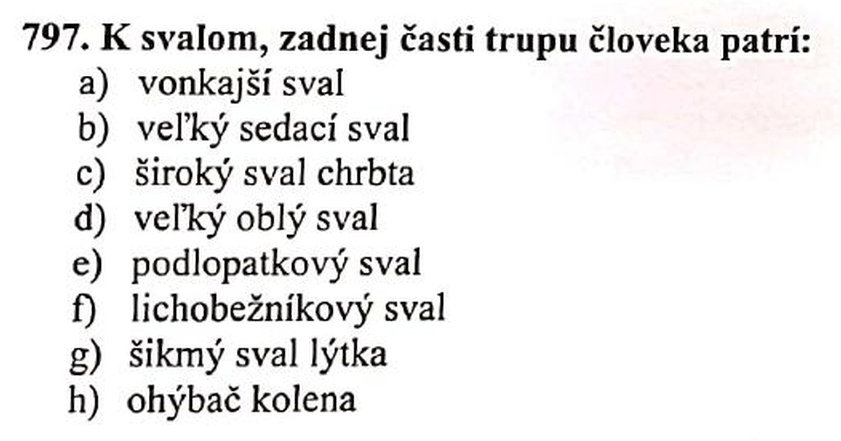 797. K svalom, zadnej časti trupu človeka patrí:
a) vonkajší sval
b) veľký sedací sval
c) široký sval chrbta
d) veľký oblý sval
e) podlopatkový sval
f) lichobežníkový sval
g) šikmý sval lýtka
h) ohýbač kolena